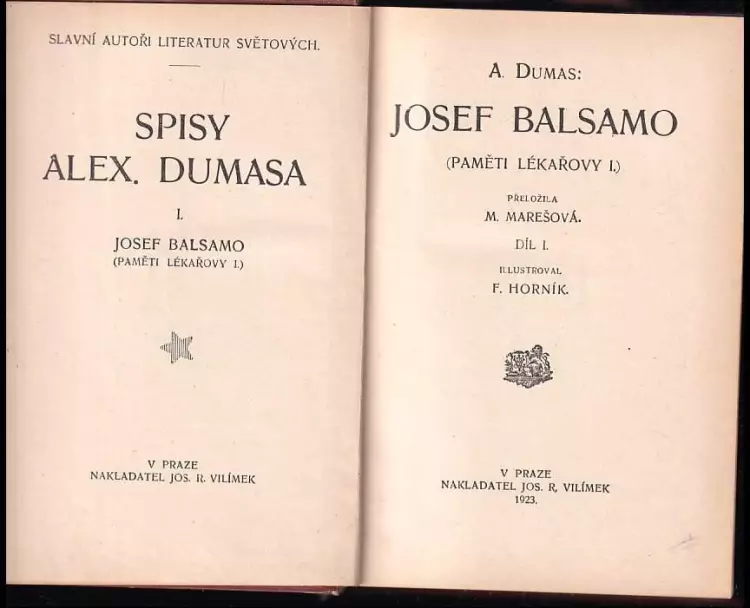 SLAVNÍ AUTOŘI LITERATUR SVĚTOVÝCH.
SPISY
ALEX. DUMASA
I.
JOSEF BALSAMO
(PAMĚTI LÉKAŘOVY I.)
V PRAZE
NAKLADATEL JOS. R. VILÍMEK
A. DUMAS:
JOSEF BALSAMO
(PAMĚTI LÉKAŘOVY I.)
PŘELOŽILA
M. MAREŠOVÁ.
DÍL I.
ILLUSTROVAL
F. HORNÍK.
V PRAZE
NAKLADATEL JOS. R. VILÍMEK
1923.